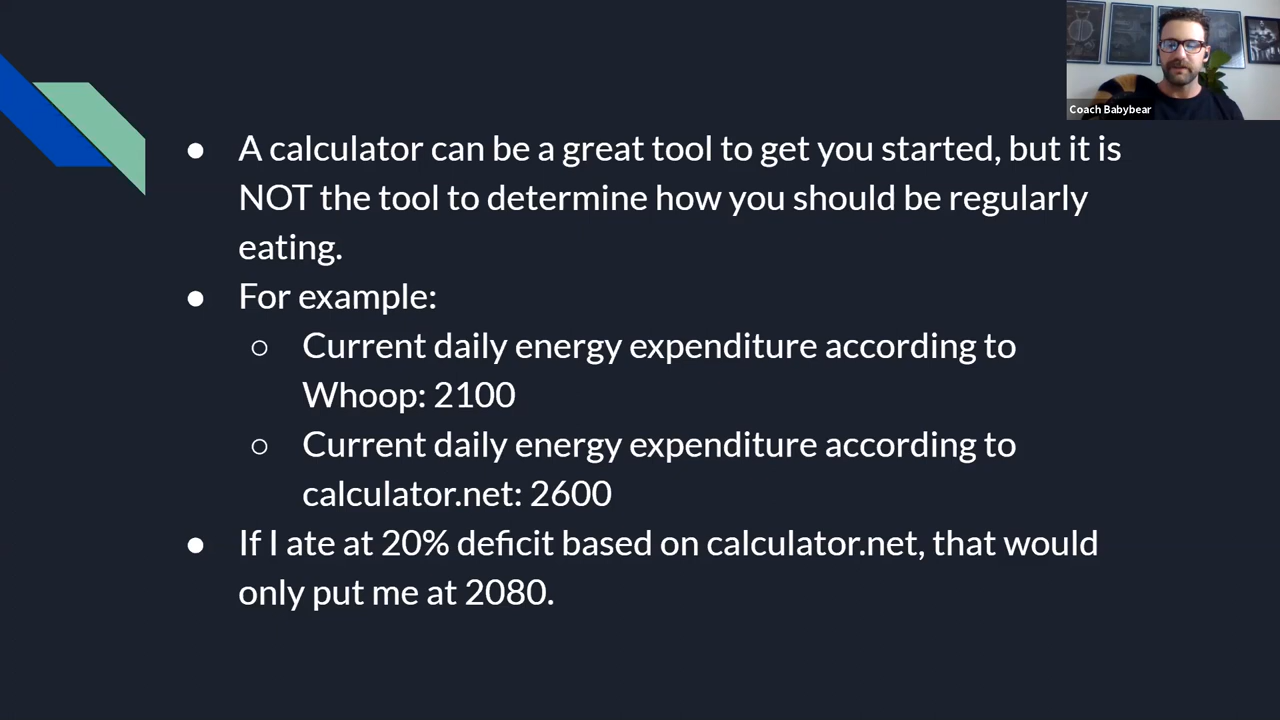 Coach Babybear
● A calculator can be a great tool to get you started, but it is
NOT the tool to determine how you should be regularly
eating.
● For example:
○ Current daily energy expenditure according to
Whoop: 2100
○ Current daily energy expenditure according to
calculator.net: 2600
● If I ate at 20% deficit based on calculator.net, that would
only put me at 2080.